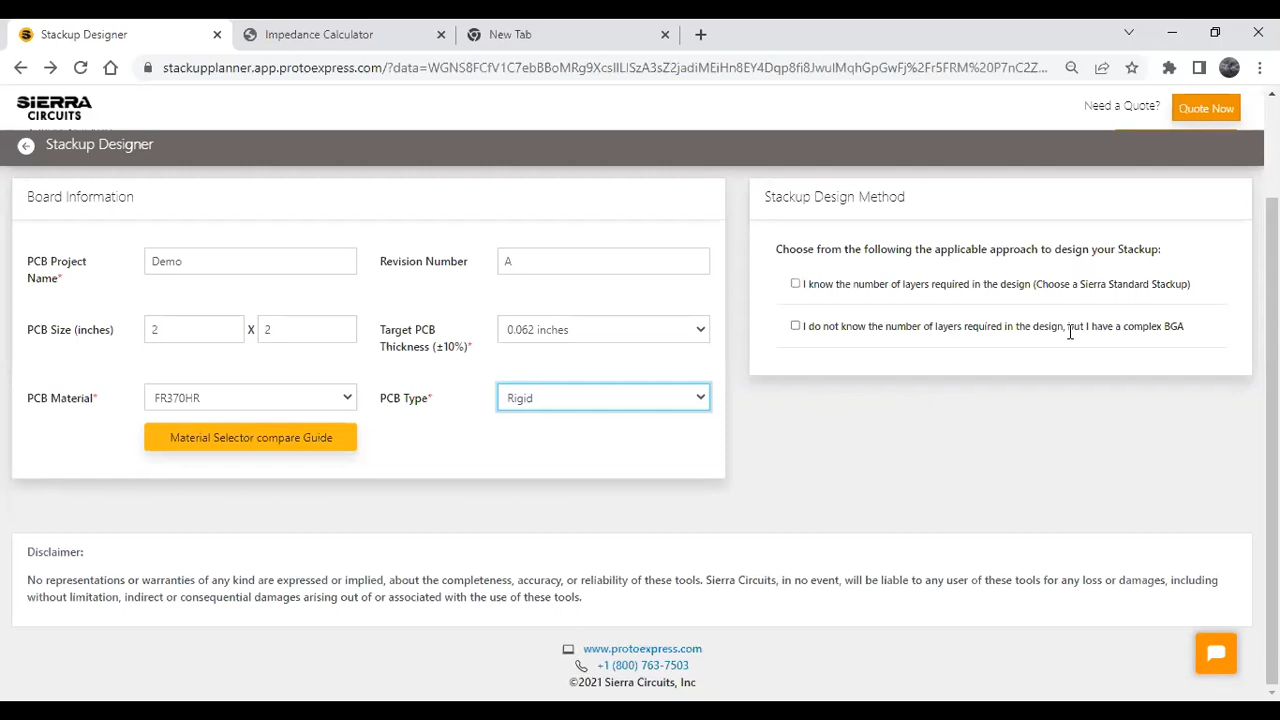 Stackup Designer
Impedance Calculator
New Tab
stackupplanner.app.protoexpress.com/?data=
Need a Quote?
Quote Now
SIERRA
CIRCUITS
Stackup Designer
Board Information
PCB Project
Name*
Demo
Revision Number
A
PCB Size (inches)
2
X
2
Target PCB
Thickness (±10%)*
0.062 inches
PCB Material*
FR370HR
PCB Type*
Rigid
Material Selector compare Guide
Stackup Design Method
Choose from the following the applicable approach to design your Stackup:
I know the number of layers required in the design (Choose a Sierra Standard Stackup)
I do not know the number of layers required in the design, but I have a complex BGA
Disclaimer:
No representations or warranties of any kind are expressed or implied, about the completeness, accuracy, or reliability of these tools. Sierra Circuits, in no event, will be liable to any user of these tools for any loss or damages, including
without limitation, indirect or consequential damages arising out of or associated with the use of these tools.
www.protoexpress.com
+1 (800) 763-7503
©2021 Sierra Circuits, Inc